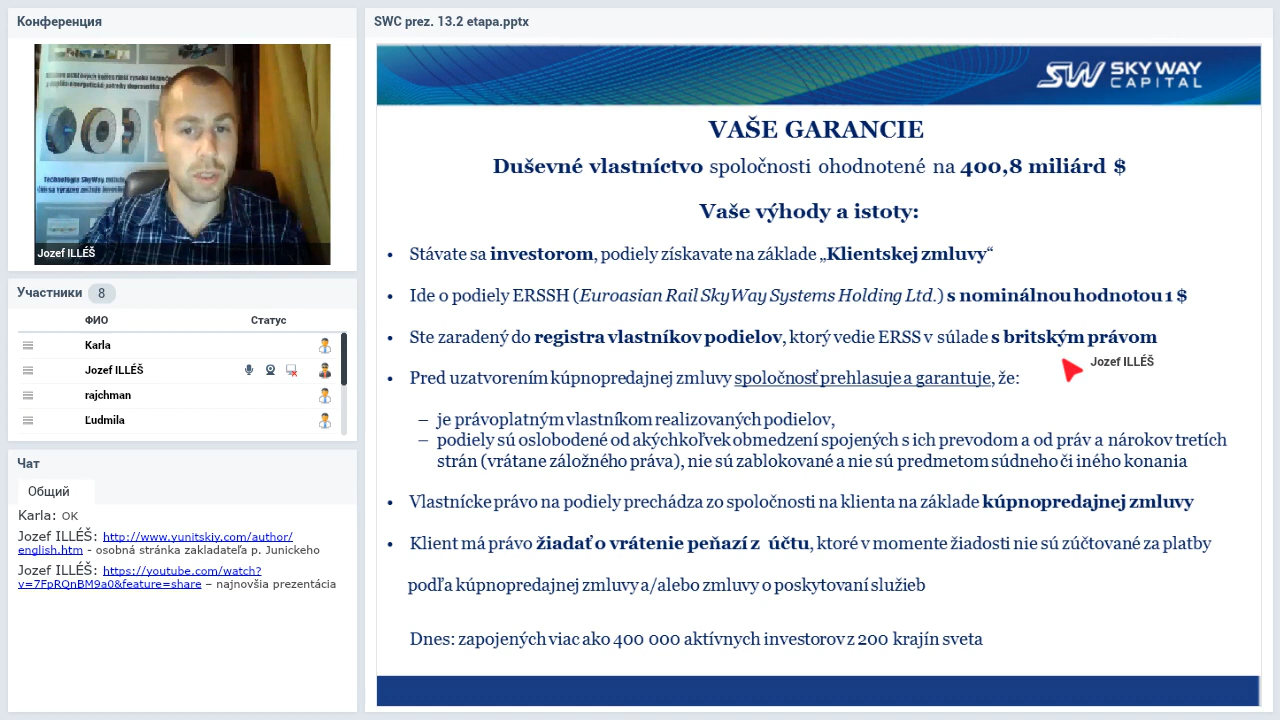 Конференция
Jozef ILLÉŠ
Участники 8
ФИО Статус
Karla
Jozef ILLÉŠ
rajchman
Ľudmila
Чат
Общий
Karla: OK
Jozef ILLÉŠ: http://www.yunitskiy.com/author/
english.htm - osobná stránka zakladateľa p. Junického
Jozef ILLÉŠ: https://youtube.com/watch?
v=7FpRQnBM9a0&feature=share – najnovšia prezentácia
SWC prez. 13.2 etapa.pptx
SW SKY WAY
CAPITAL
VAŠE GARANCIE
Duševné vlastníctvo spoločnosti ohodnotené na 400,8 miliárd $
Vaše výhody a istoty:
• Stávate sa investorom, podiely získavate na základe „Klientskej zmluvy“
• Ide o podiely ERSSH (Euroasian Rail SkyWay Systems Holding Ltd.) s nominálnou hodnotou 1 $
• Ste zaradený do registra vlastníkov podielov, ktorý vedie ERSS v súlade s britským právom
Jozef ILLÉŠ
• Pred uzatvorením kúpnopredajnej zmluvy spoločnosť prehlasuje a garantuje, že:
– je právoplatným vlastníkom realizovaných podielov,
– podiely sú oslobodené od akýchkoľvek obmedzení spojených s ich prevodom a od práv a nárokov tretích
strán (vrátane záložného práva), nie sú zablokované a nie sú predmetom súdneho či iného konania
• Vlastnícke právo na podiely prechádza zo spoločnosti na klienta na základe kúpnopredajnej zmluvy
• Klient má právo žiadať o vrátenie peňazí z účtu, ktoré v momente žiadosti nie sú zúčtované za platby
podľa kúpnopredajnej zmluvy a/alebo zmluvy o poskytovaní služieb
Dnes: zapojených viac ako 400 000 aktívnych investorov z 200 krajín sveta